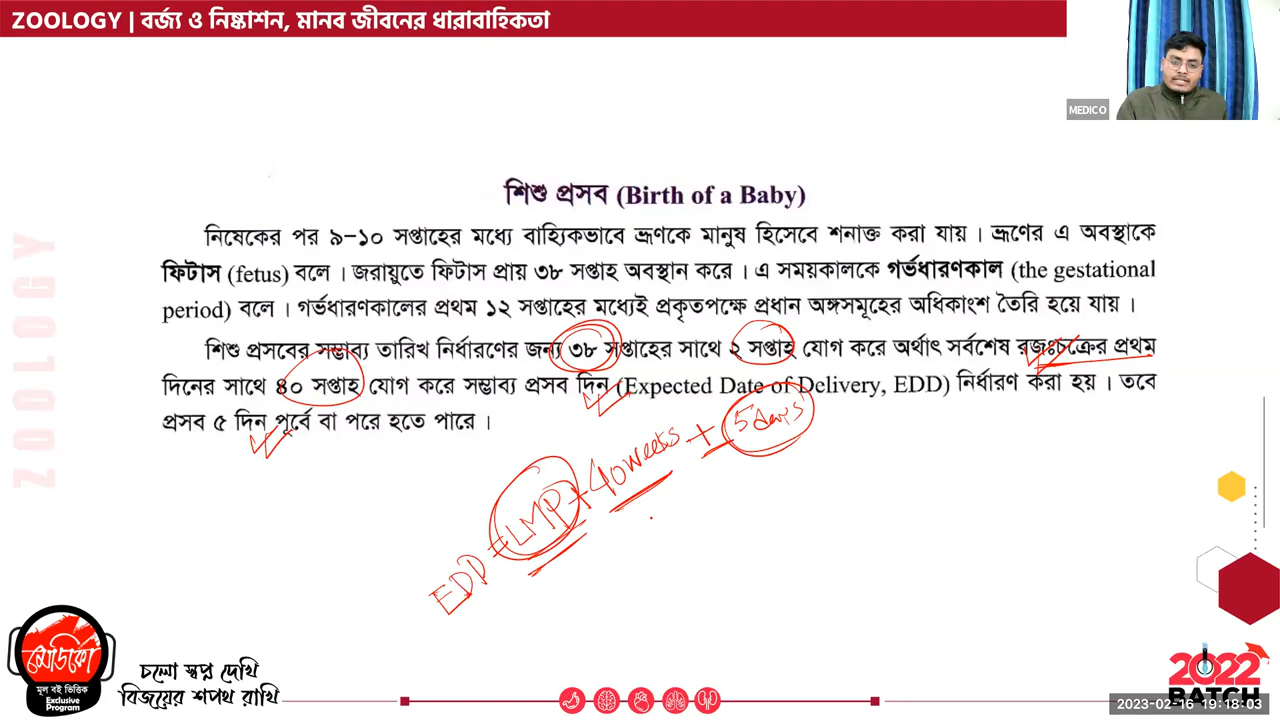 ZOOLOGY | বর্জ্য ও নিষ্কাশন, মানব জীবনের ধারাবাহিকতা
MEDICO
শিশু প্রসব (Birth of a Baby)
নিষেকের পর ৯–১০ সপ্তাহের মধ্যে বাহ্যিকভাবে ভ্রূণকে মানুষ হিসেবে শনাক্ত করা যায়। ভ্রূণের এ অবস্থাকে
ফিটাস (fetus) বলে। জরায়ুতে ফিটাস প্রায় ৩৮ সপ্তাহ অবস্থান করে। এ সময়কালকে গর্ভধারণকাল (the gestational
period) বলে। গর্ভধারণকালের প্রথম ১২ সপ্তাহের মধ্যেই প্রকৃতপক্ষে প্রধান অঙ্গসমূহের অধিকাংশ তৈরি হয়ে যায়।
শিশু প্রসবের সম্ভাব্য তারিখ নির্ধারণের জন্য ৩৮ সপ্তাহের সাথে ২ সপ্তাহ যোগ করে অর্থাৎ সর্বশেষ রজঃচক্রের প্রথম
দিনের সাথে ৪০ সপ্তাহ যোগ করে সম্ভাব্য প্রসব দিন (Expected Date of Delivery, EDD) নির্ধারণ করা হয়। তবে
প্রসব ৫ দিন পূর্বে বা পরে হতে পারে।
EDD = LMP + 40 weeks ± 5 days
ZOOLOGY
মেডিকো
মূল বই ভিত্তিক
Exclusive
Program
চলো স্বপ্ন দেখি
বিজয়ের শপথ রাখি
2022
BATCH
2023-02-16 19:18:03